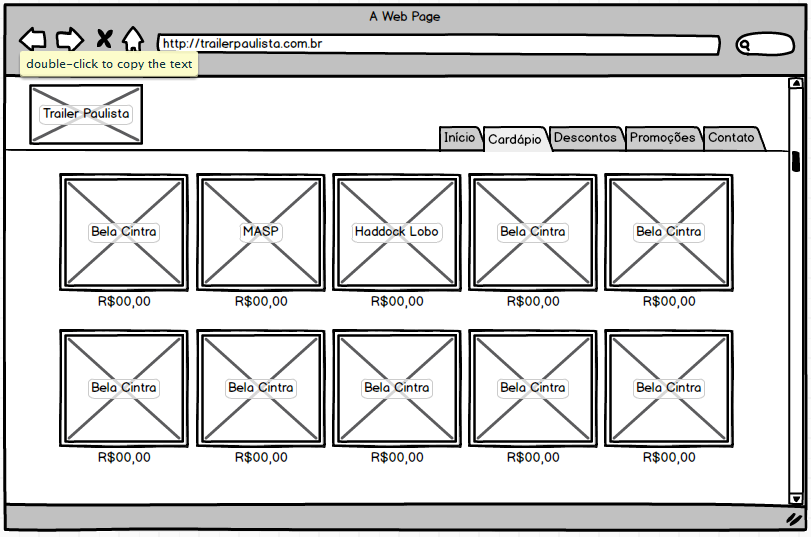 A Web Page
http://trailerpaulista.com.br
double-click to copy the text
Trailer Paulista
Início Cardápio Descontos Promoções Contato
Bela Cintra MASP Haddock Lobo Bela Cintra Bela Cintra
R$00,00 R$00,00 R$00,00 R$00,00 R$00,00
Bela Cintra Bela Cintra Bela Cintra Bela Cintra Bela Cintra
R$00,00 R$00,00 R$00,00 R$00,00 R$00,00